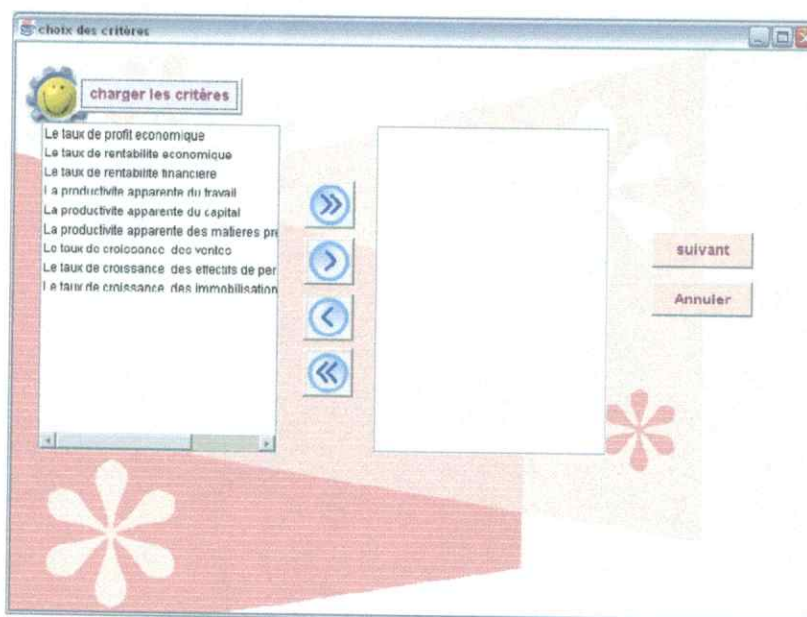 choix des critères
charger les critères
Le taux de profit economique
Le taux de rentabilite economique
Le taux de rentabilite financiere
La productivite apparente du travail
La productivite apparente du capital
La productivite apparente des matieres pre
Le taux de croissance des ventes
Le taux de croissance des effectifs de per
Le taux de croissance des immobilisation
suivant
Annuler